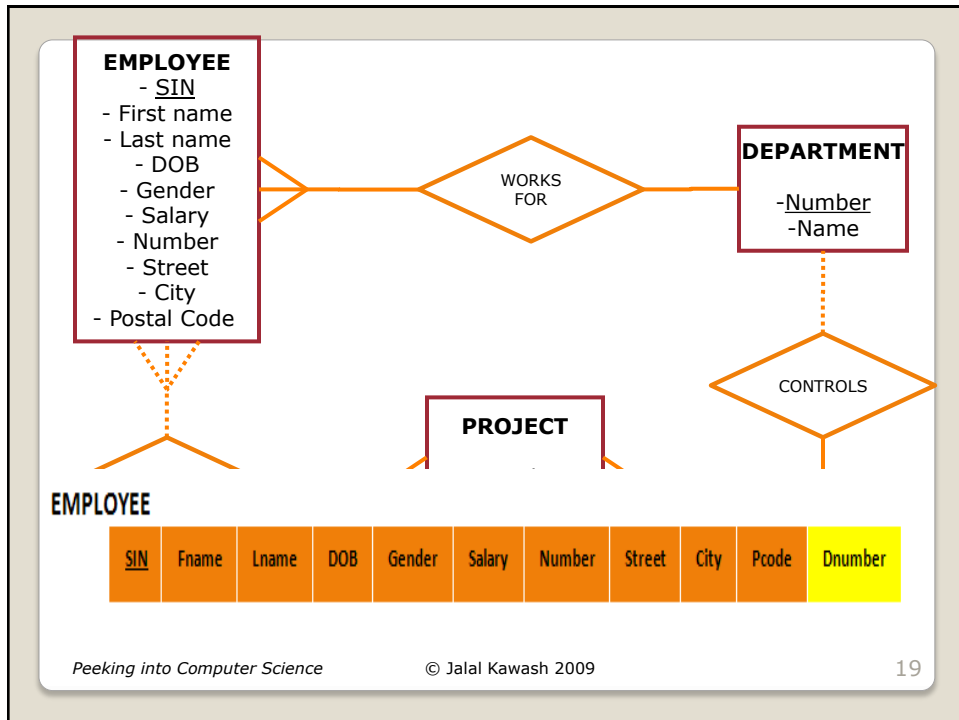 EMPLOYEE
- SIN
- First name
- Last name
- DOB
- Gender
- Salary
- Number
- Street
- City
- Postal Code
WORKS
FOR
DEPARTMENT
-Number
-Name
CONTROLS
PROJECT
EMPLOYEE
SIN Fname Lname DOB Gender Salary Number Street City Pcode Dnumber
Peeking into Computer Science © Jalal Kawash 2009 19